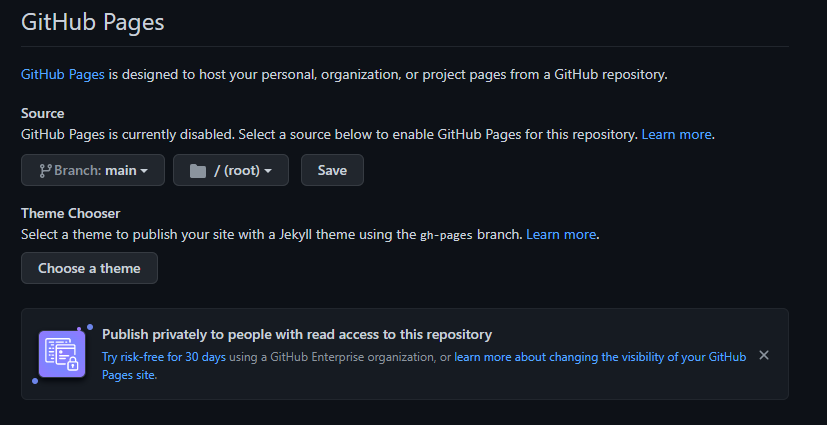 GitHub Pages
GitHub Pages is designed to host your personal, organization, or project pages from a GitHub repository.
Source
GitHub Pages is currently disabled. Select a source below to enable GitHub Pages for this repository. Learn more.
Branch: main
/ (root)
Save
Theme Chooser
Select a theme to publish your site with a Jekyll theme using the gh-pages branch. Learn more.
Choose a theme
Publish privately to people with read access to this repository
Try risk-free for 30 days using a GitHub Enterprise organization, or learn more about changing the visibility of your GitHub
Pages site.